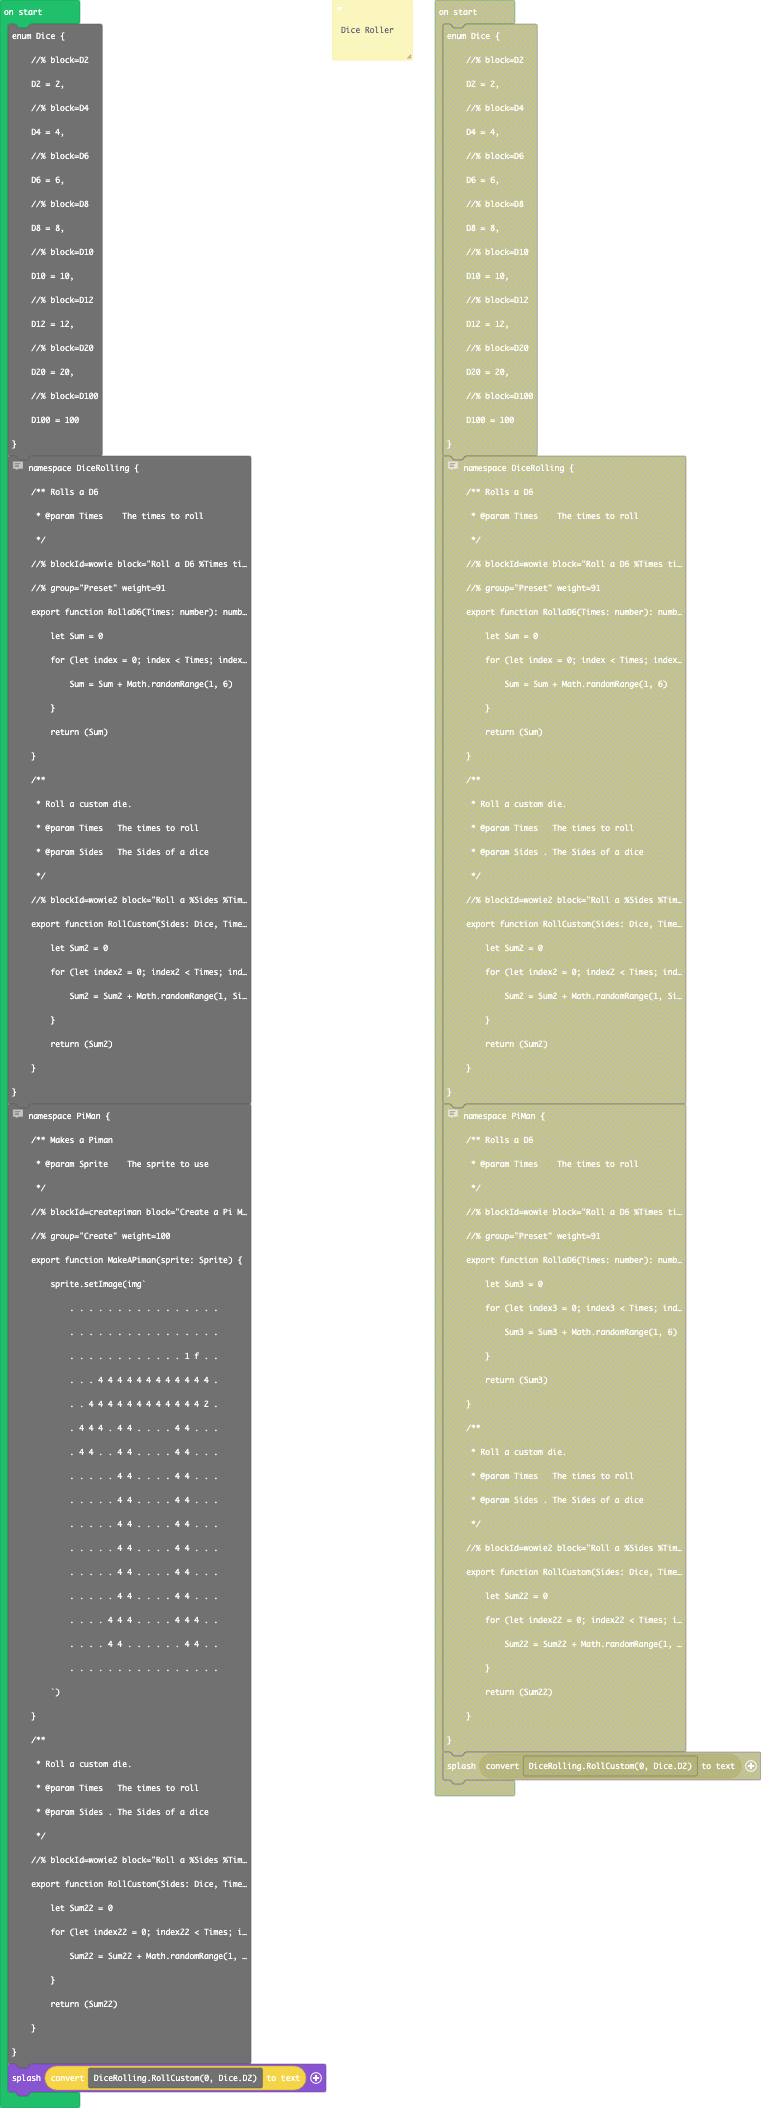 on start
enum Dice {
//% block=D2
D2 = 2,
//% block=D4
D4 = 4,
//% block=D6
D6 = 6,
//% block=D8
D8 = 8,
//% block=D10
D10 = 10,
//% block=D12
D12 = 12,
//% block=D20
D20 = 20,
//% block=D100
D100 = 100
}
namespace DiceRolling {
/** Rolls a D6
* @param Times    The times to roll
*/
//% blockId=wowie block="Roll a D6 %Times ti…
//% group="Preset" weight=91
export function RollaD6(Times: number): numb…
let Sum = 0
for (let index = 0; index < Times; index…
Sum = Sum + Math.randomRange(1, 6)
}
return (Sum)
}
/**
* Roll a custom die.
* @param Times   The times to roll
* @param Sides   The Sides of a dice
*/
//% blockId=wowie2 block="Roll a %Sides %Tim…
export function RollCustom(Sides: Dice, Time…
let Sum2 = 0
for (let index2 = 0; index2 < Times; ind…
Sum2 = Sum2 + Math.randomRange(1, Si…
}
return (Sum2)
}
}
namespace PiMan {
/** Makes a Piman
* @param Sprite    The sprite to use
*/
//% blockId=createpiman block="Create a Pi M…
//% group="Create" weight=100
export function MakeAPiman(sprite: Sprite) {
sprite.setImage(img`
. . . . . . . . . . . . . . . .
. . . . . . . . . . . . . . . .
. . . . . . . . . . . . 1 f . .
. . . 4 4 4 4 4 4 4 4 4 4 4 4 .
. . 4 4 4 4 4 4 4 4 4 4 4 4 2 .
. 4 4 4 . 4 4 . . . . 4 4 . . .
. 4 4 . . 4 4 . . . . 4 4 . . .
. . . . . 4 4 . . . . 4 4 . . .
. . . . . 4 4 . . . . 4 4 . . .
. . . . . 4 4 . . . . 4 4 . . .
. . . . . 4 4 . . . . 4 4 . . .
. . . . . 4 4 . . . . 4 4 . . .
. . . . . 4 4 . . . . 4 4 . . .
. . . . 4 4 4 . . . . 4 4 4 . .
. . . . 4 4 . . . . . . 4 4 . .
. . . . . . . . . . . . . . . .
`)
}
/**
* Roll a custom die.
* @param Times   The times to roll
* @param Sides . The Sides of a dice
*/
//% blockId=wowie2 block="Roll a %Sides %Tim…
export function RollCustom(Sides: Dice, Time…
let Sum22 = 0
for (let index22 = 0; index22 < Times; i…
Sum22 = Sum22 + Math.randomRange(1, …
}
return (Sum22)
}
}
splash convert DiceRolling.RollCustom(0, Dice.D2) to text
Dice Roller
on start
enum Dice {
//% block=D2
D2 = 2,
//% block=D4
D4 = 4,
//% block=D6
D6 = 6,
//% block=D8
D8 = 8,
//% block=D10
D10 = 10,
//% block=D12
D12 = 12,
//% block=D20
D20 = 20,
//% block=D100
D100 = 100
}
namespace DiceRolling {
/** Rolls a D6
* @param Times    The times to roll
*/
//% blockId=wowie block="Roll a D6 %Times ti…
//% group="Preset" weight=91
export function RollaD6(Times: number): numb…
let Sum = 0
for (let index = 0; index < Times; index…
Sum = Sum + Math.randomRange(1, 6)
}
return (Sum)
}
/**
* Roll a custom die.
* @param Times   The times to roll
* @param Sides . The Sides of a dice
*/
//% blockId=wowie2 block="Roll a %Sides %Tim…
export function RollCustom(Sides: Dice, Time…
let Sum2 = 0
for (let index2 = 0; index2 < Times; ind…
Sum2 = Sum2 + Math.randomRange(1, Si…
}
return (Sum2)
}
}
namespace PiMan {
/** Rolls a D6
* @param Times    The times to roll
*/
//% blockId=wowie block="Roll a D6 %Times ti…
//% group="Preset" weight=91
export function RollaD6(Times: number): numb…
let Sum3 = 0
for (let index3 = 0; index3 < Times; ind…
Sum3 = Sum3 + Math.randomRange(1, 6)
}
return (Sum3)
}
/**
* Roll a custom die.
* @param Times   The times to roll
* @param Sides . The Sides of a dice
*/
//% blockId=wowie2 block="Roll a %Sides %Tim…
export function RollCustom(Sides: Dice, Time…
let Sum22 = 0
for (let index22 = 0; index22 < Times; i…
Sum22 = Sum22 + Math.randomRange(1, …
}
return (Sum22)
}
}
splash convert DiceRolling.RollCustom(0, Dice.D2) to text